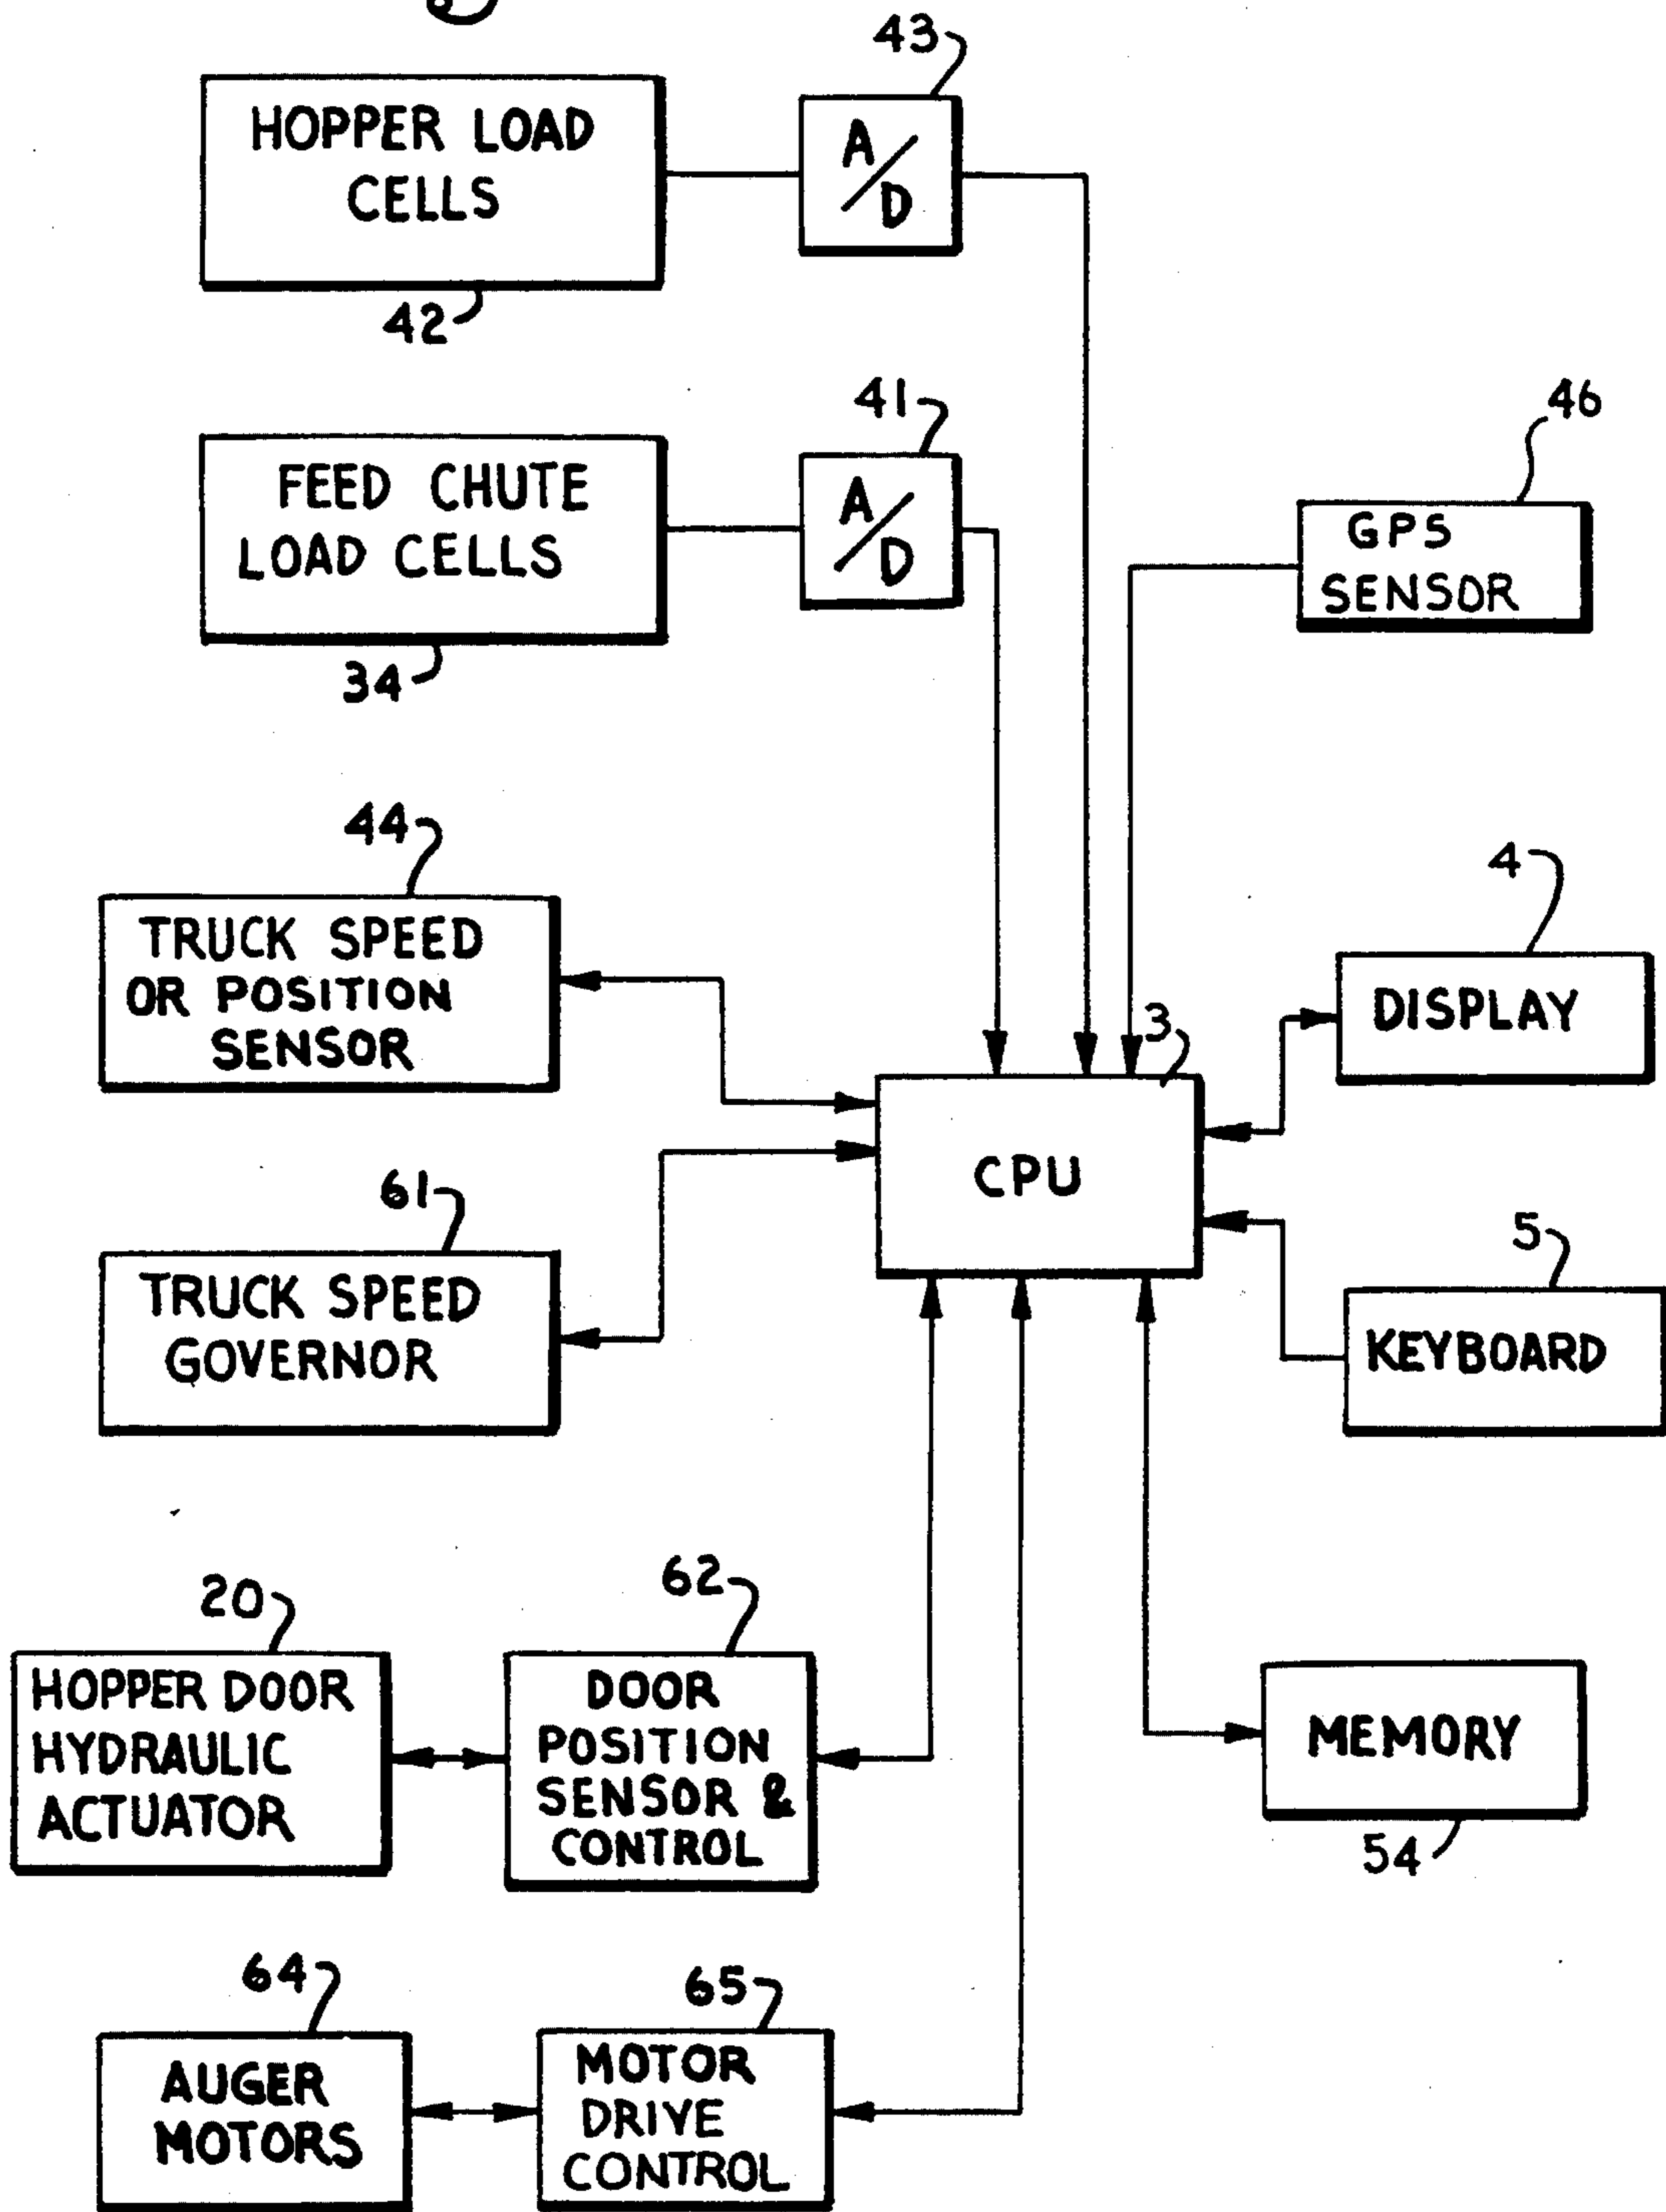 43
HOPPER LOAD
CELLS
A/D
42
41
46
FEED CHUTE
LOAD CELLS
A/D
GPS
SENSOR
34
44
4
TRUCK SPEED
OR POSITION
SENSOR
DISPLAY
3
CPU
61
5
TRUCK SPEED
GOVERNOR
KEYBOARD
20
62
HOPPER DOOR
HYDRAULIC
ACTUATOR
DOOR
POSITION
SENSOR &
CONTROL
MEMORY
54
64
65
AUGER
MOTORS
MOTOR
DRIVE
CONTROL